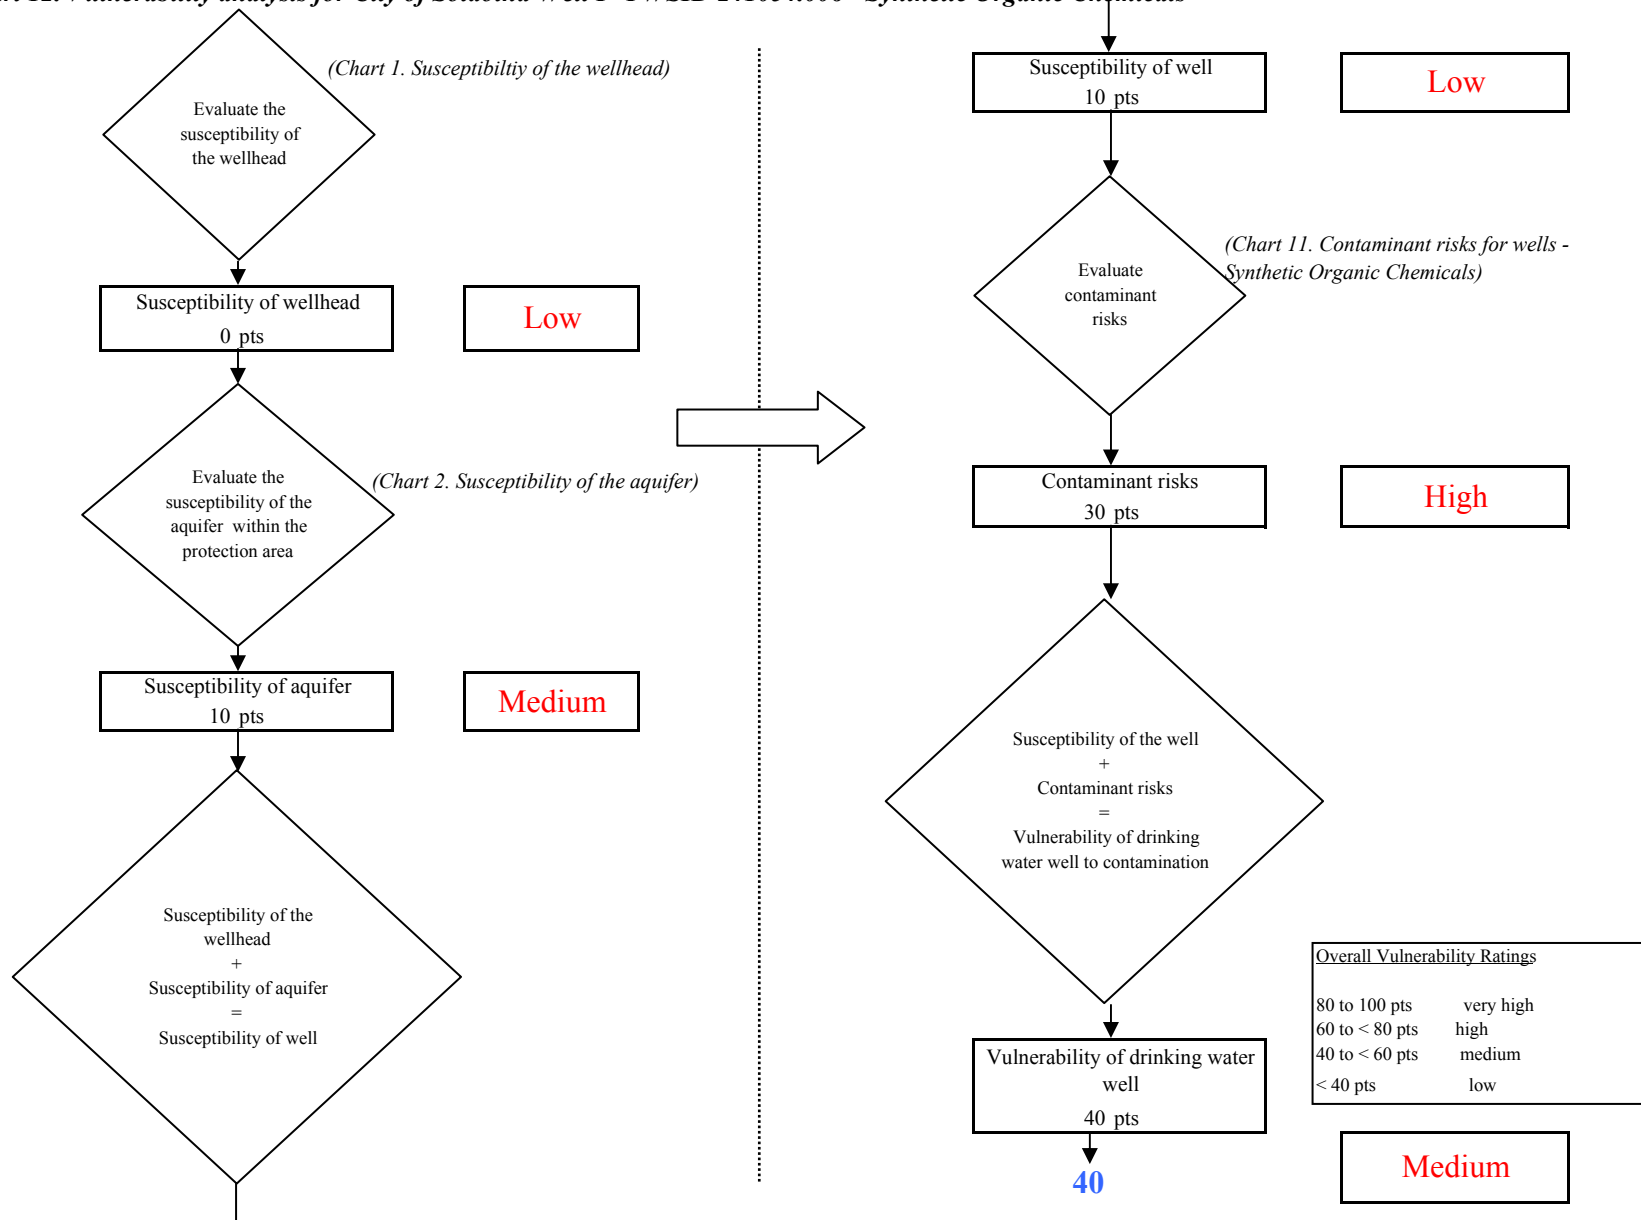 Evaluate the
susceptibility of
the wellhead
(Chart 1. Susceptibiltiy of the wellhead)
Susceptibility of wellhead
0 pts
Low
Evaluate the
susceptibility of the
aquifer within the
protection area
(Chart 2. Susceptibility of the aquifer)
Susceptibility of aquifer
10 pts
Medium
Susceptibility of the
wellhead
+
Susceptibility of aquifer
=
Susceptibility of well
Susceptibility of well
10 pts
Low
Evaluate
contaminant
risks
(Chart 11. Contaminant risks for wells -
Synthetic Organic Chemicals)
Contaminant risks
30 pts
High
Susceptibility of the well
+
Contaminant risks
=
Vulnerability of drinking
water well to contamination
Vulnerability of drinking water
well
40 pts
40
Overall Vulnerability Ratings
80 to 100 pts very high
60 to < 80 pts high
40 to < 60 pts medium
< 40 pts low
Medium